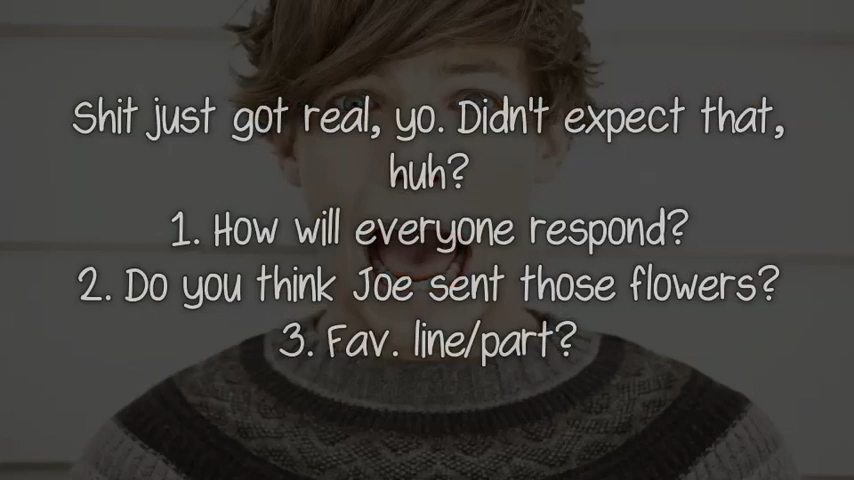 Shit just got real, yo. Didn't expect that,
huh?
1. How will everyone respond?
2. Do you think Joe sent those flowers?
3. Fav. line/part?